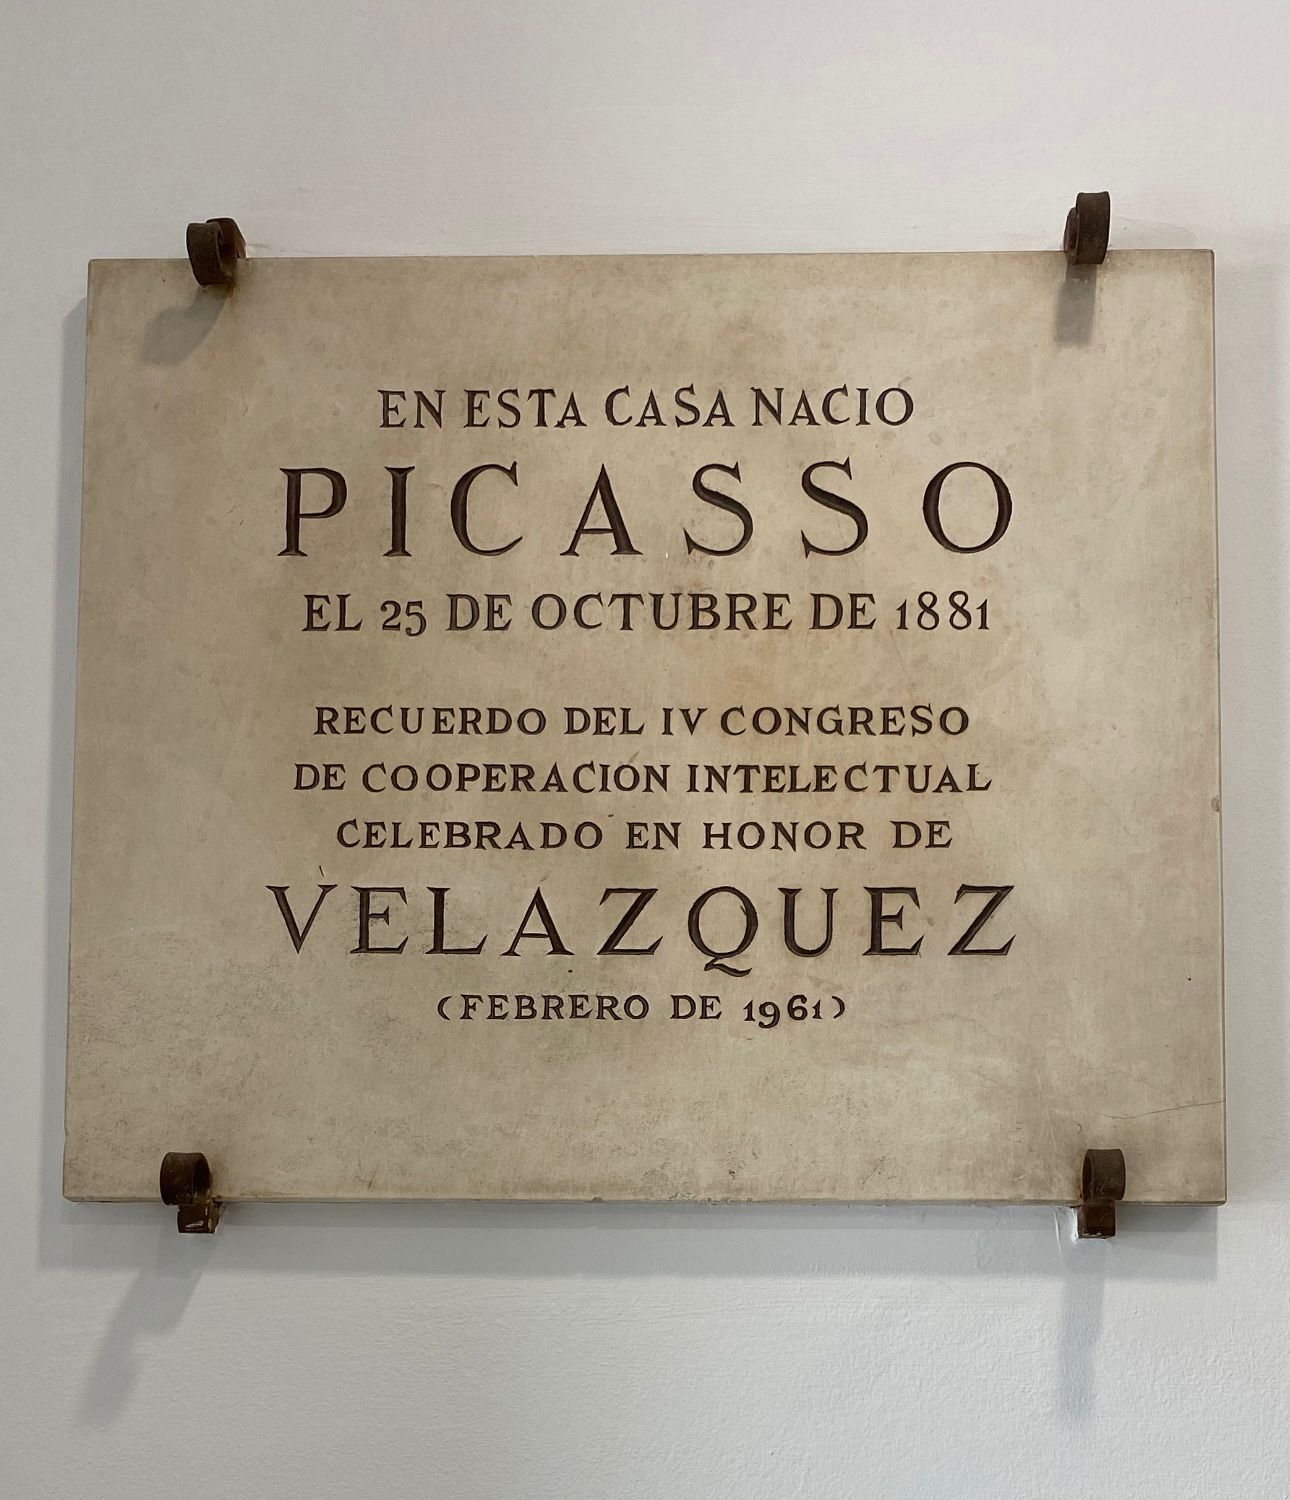 EN ESTA CASA NACIO
PICASSO
EL 25 DE OCTUBRE DE 1881
RECUERDO DEL IV CONGRESO
DE COOPERACION INTELECTUAL
CELEBRADO EN HONOR DE
VELAZQUEZ
(FEBRERO DE 1961)